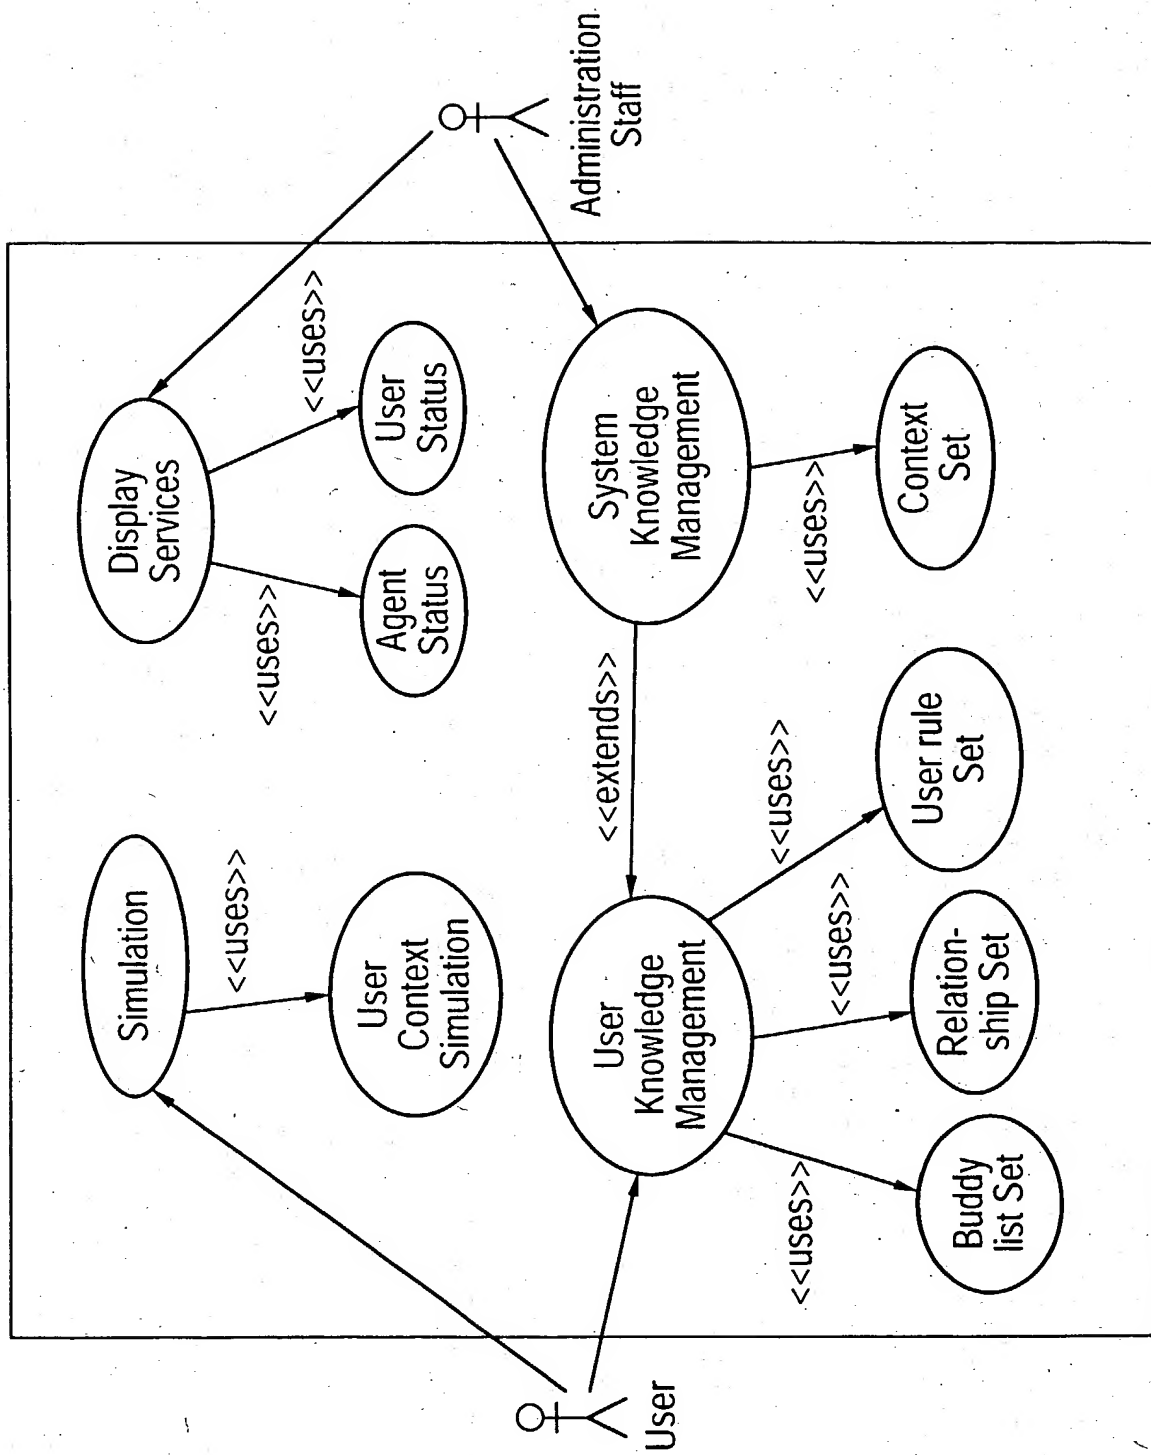 Simulation
<<uses>>
User
Context
Simulation
Display
Services
<<uses>>
<<uses>>
Agent
Status
User
Status
User
Administration
Staff
User
Knowledge
Management
<<extends>>
System
Knowledge
Management
<<uses>>
<<uses>>
<<uses>>
<<uses>>
Buddy
list Set
Relation-
ship Set
User rule
Set
Context
Set